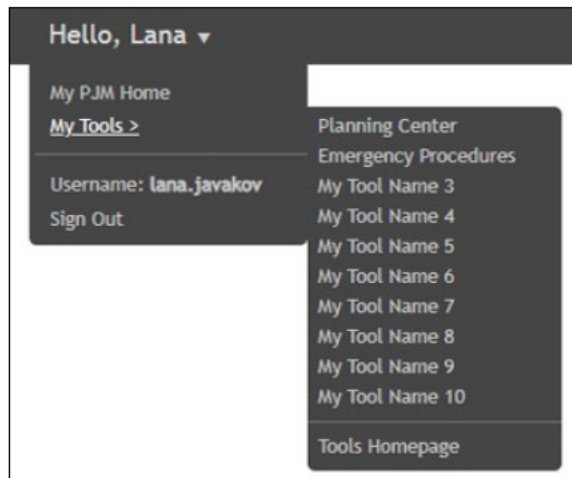 Hello, Lana ▼
My PJM Home
My Tools >
Username: lana.javakov
Sign Out
Planning Center
Emergency Procedures
My Tool Name 3
My Tool Name 4
My Tool Name 5
My Tool Name 6
My Tool Name 7
My Tool Name 8
My Tool Name 9
My Tool Name 10
Tools Homepage